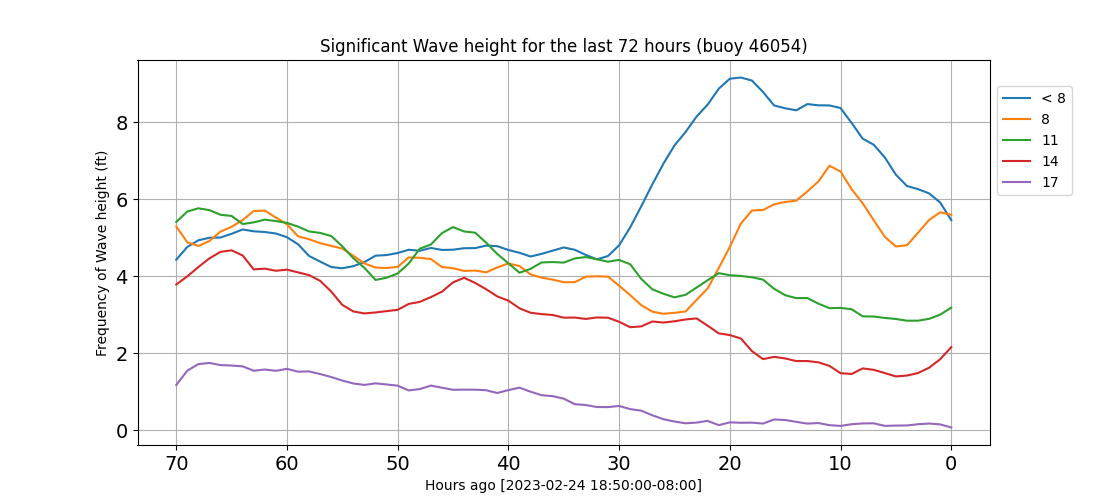 Significant Wave height for the last 72 hours (buoy 46054)
Frequency of Wave height (ft)
8
6
4
2
0
70 60 50 40 30 20 10 0
Hours ago [2023-02-24 18:50:00-08:00]
< 8
8
11
14
17